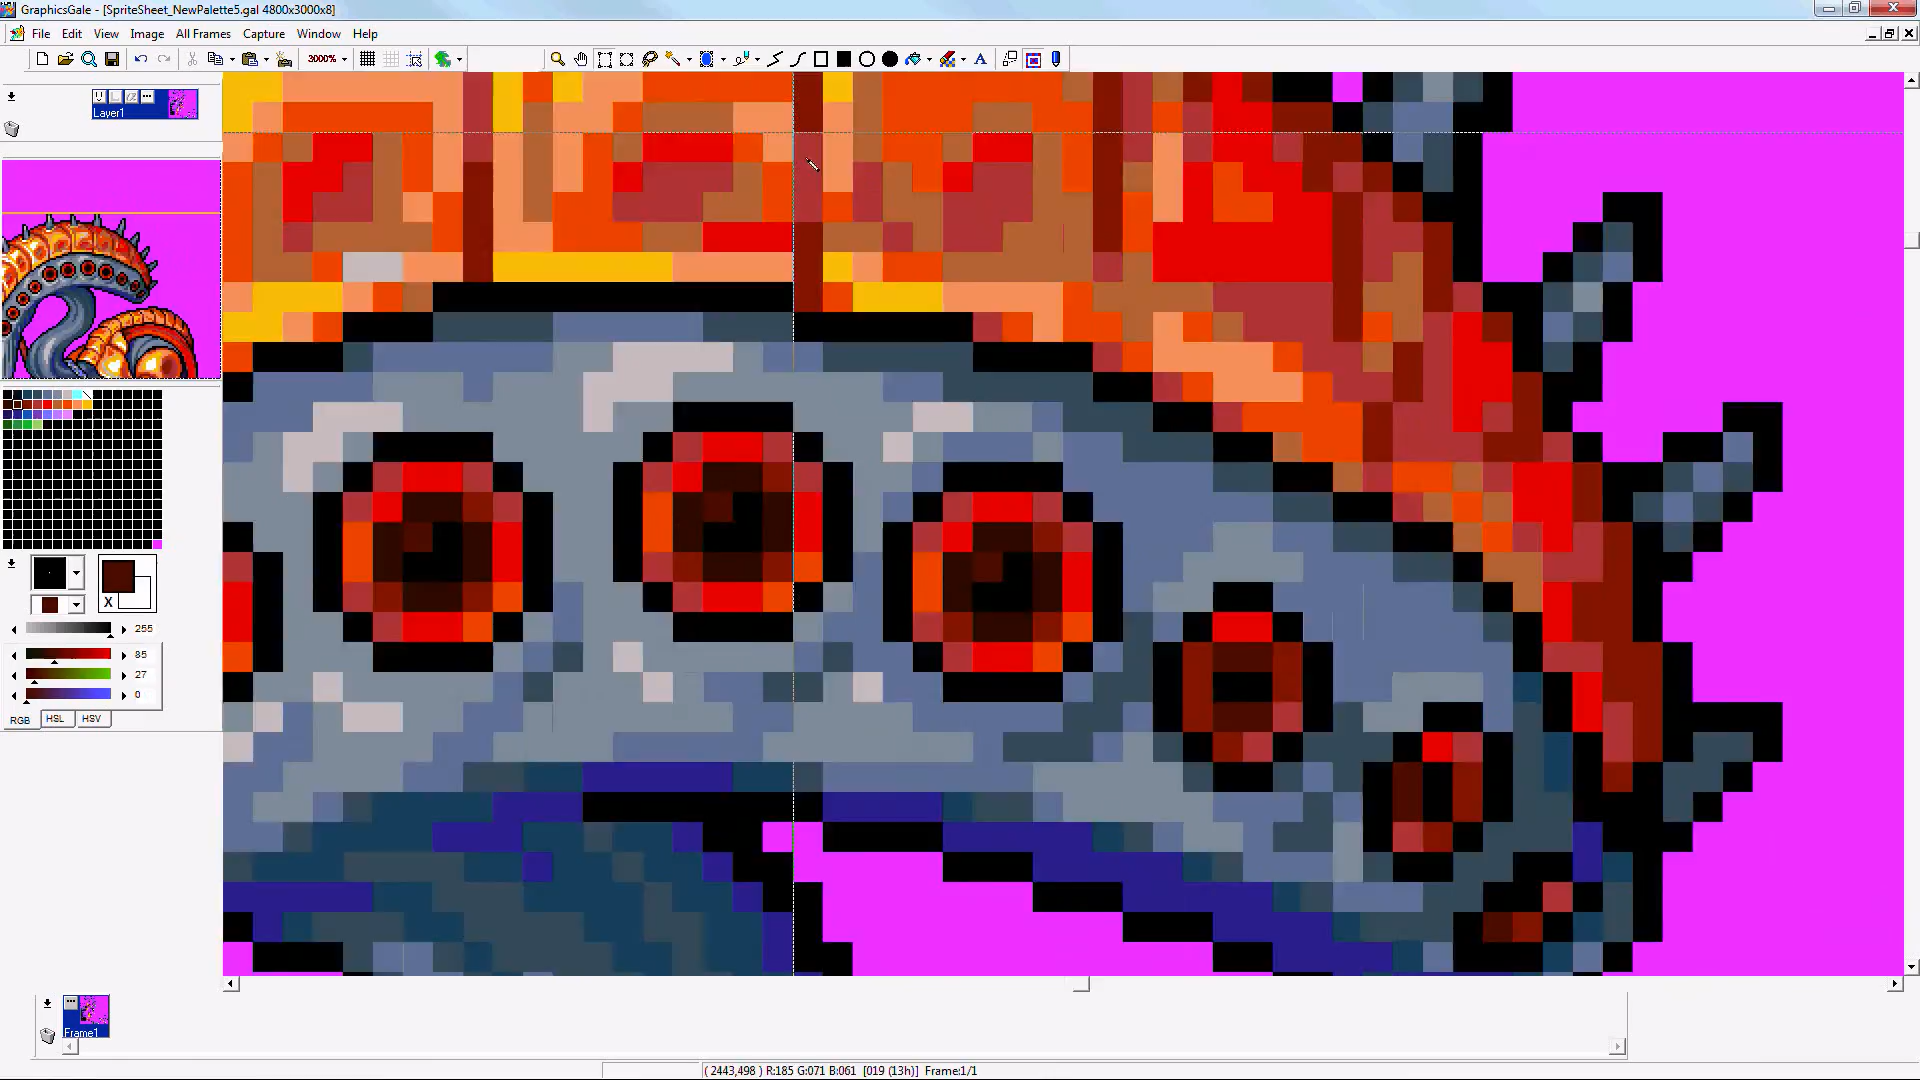 GraphicsGale - [SpriteSheet_NewPalette5.gal 4800x3000x8]
File Edit View Image All Frames Capture Window Help
3000%
A
Layer1
X
255
85
27
0
RGB HSL HSV
Frame1
( 2443,498 ) R:185 G:071 B:061 [019 (13h)] Frame:1/1